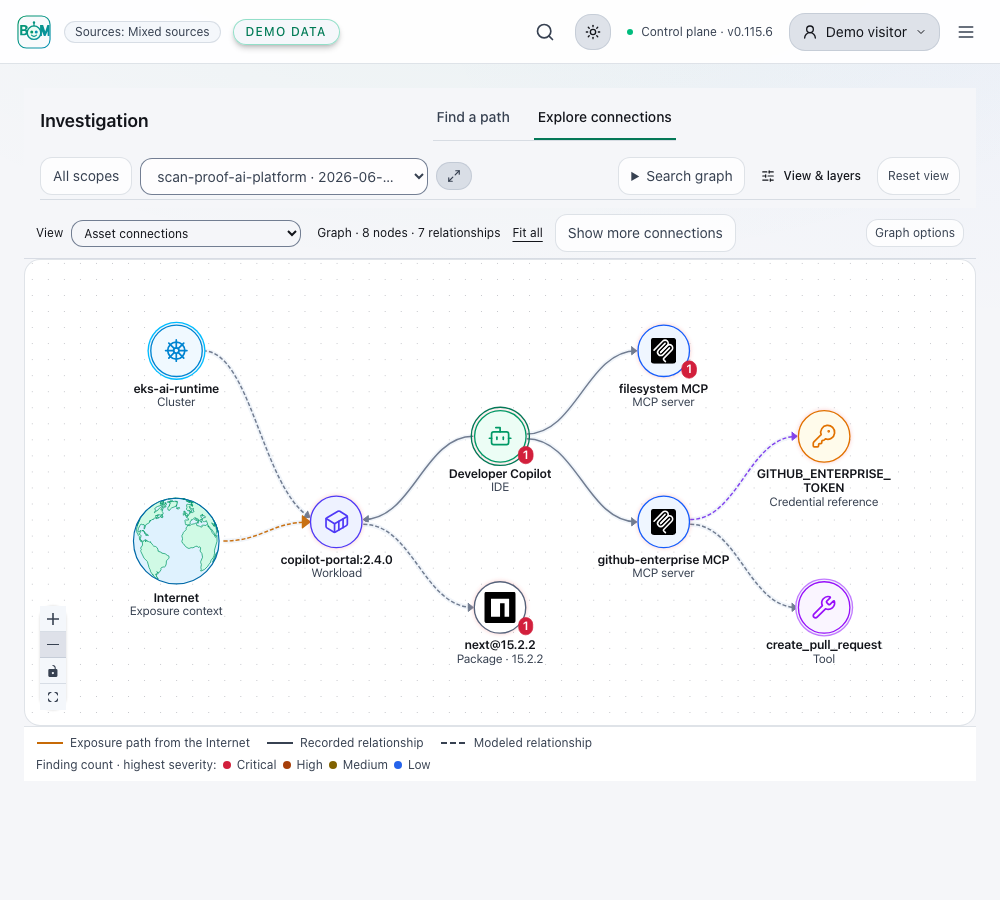 BOM
Sources: Mixed sources
DEMO DATA
Control plane · v0.115.6
Demo visitor
Investigation
Find a path
Explore connections
All scopes
scan-proof-ai-platform · 2026-06-...
Search graph
View & layers
Reset view
View
Asset connections
Graph · 8 nodes · 7 relationships
Fit all
Show more connections
Graph options
eks-ai-runtime
Cluster
1
filesystem MCP
MCP server
1
Developer Copilot
IDE
GITHUB_ENTERPRISE_
TOKEN
Credential reference
copilot-portal:2.4.0
Workload
github-enterprise MCP
MCP server
Internet
Exposure context
1
next@15.2.2
Package · 15.2.2
create_pull_request
Tool
Exposure path from the Internet
Recorded relationship
Modeled relationship
Finding count · highest severity:
Critical
High
Medium
Low